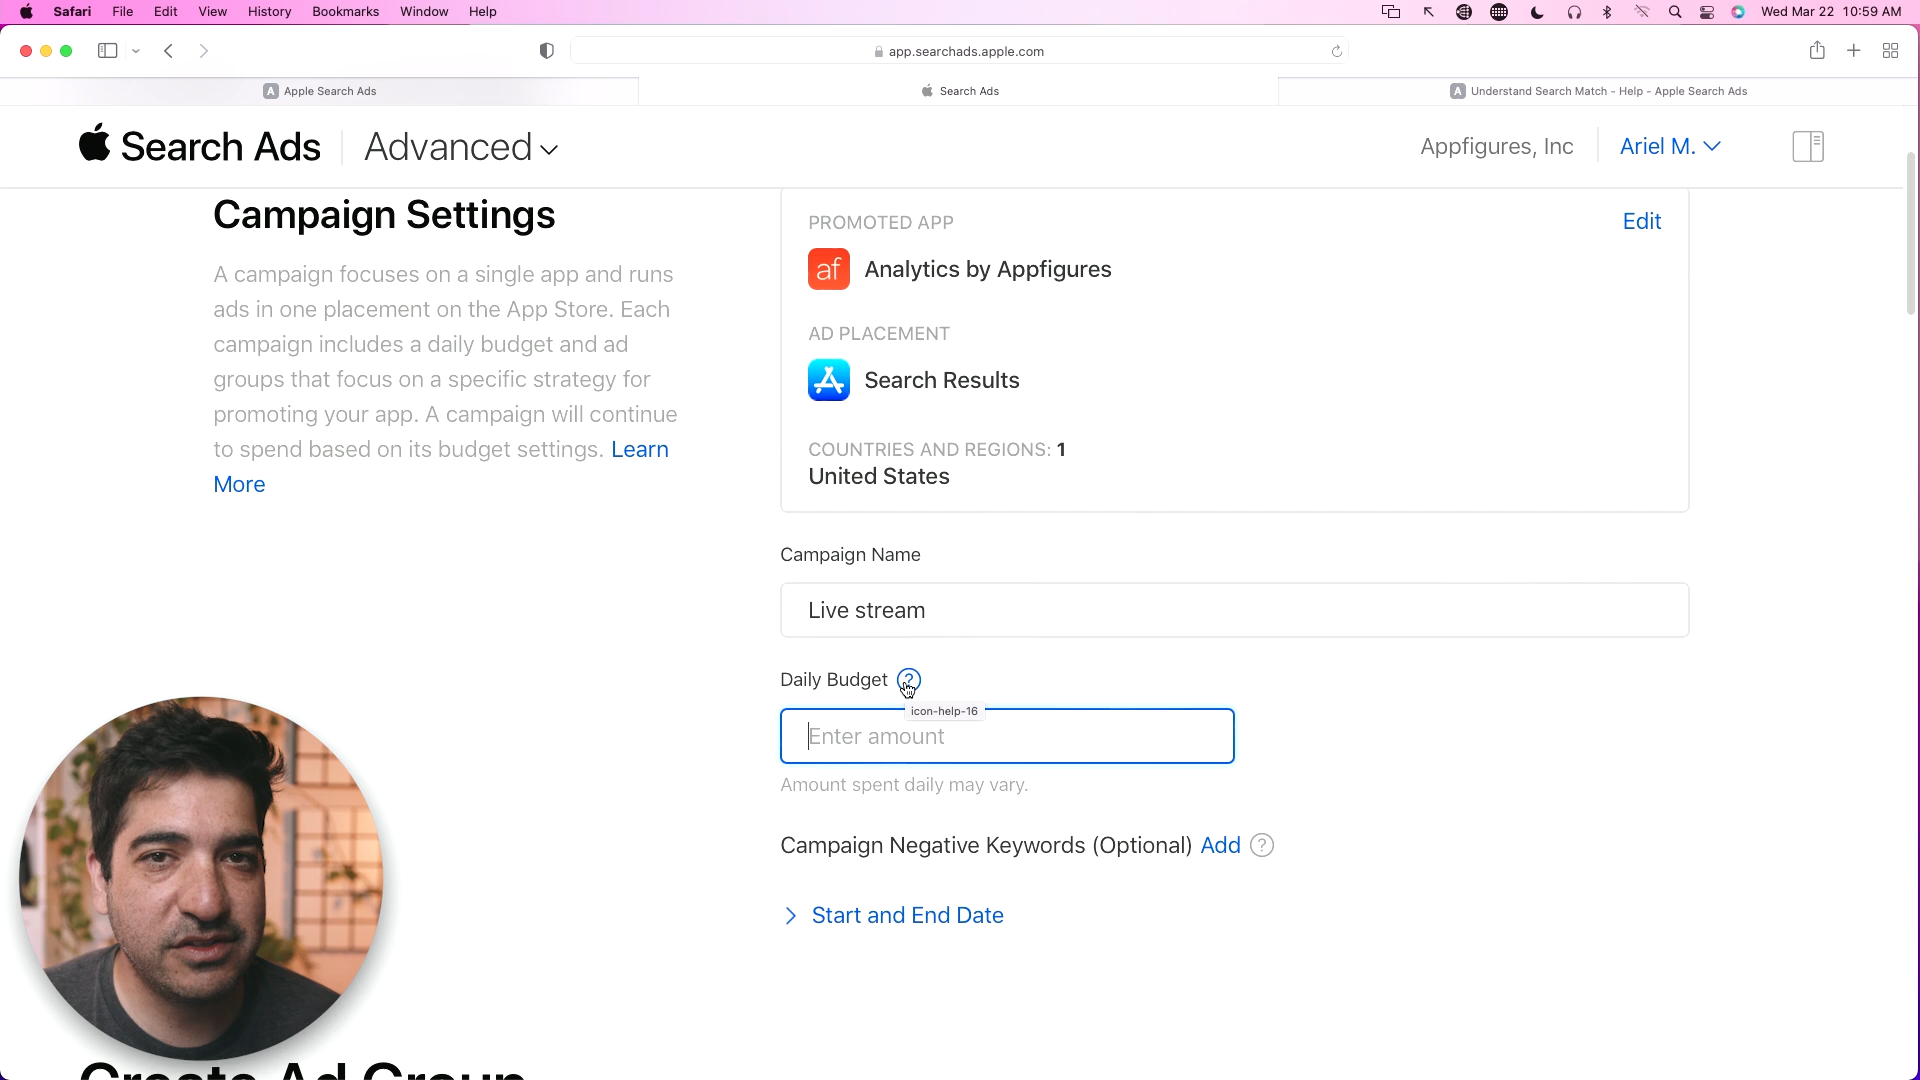 Safari File Edit View History Bookmarks Window Help Wed Mar 22 10:59 AM
app.searchads.apple.com
A Apple Search Ads Search Ads A Understand Search Match - Help - Apple Search Ads
Search Ads Advanced Appfigures, Inc Ariel M.
Campaign Settings
A campaign focuses on a single app and runs
ads in one placement on the App Store. Each
campaign includes a daily budget and ad
groups that focus on a specific strategy for
promoting your app. A campaign will continue
to spend based on its budget settings. Learn
More
PROMOTED APP
Edit
af Analytics by Appfigures
AD PLACEMENT
Search Results
COUNTRIES AND REGIONS: 1
United States
Campaign Name
Live stream
Daily Budget ?
icon-help-16
Enter amount
Amount spent daily may vary.
Campaign Negative Keywords (Optional) Add ?
Start and End Date
Create Ad Group